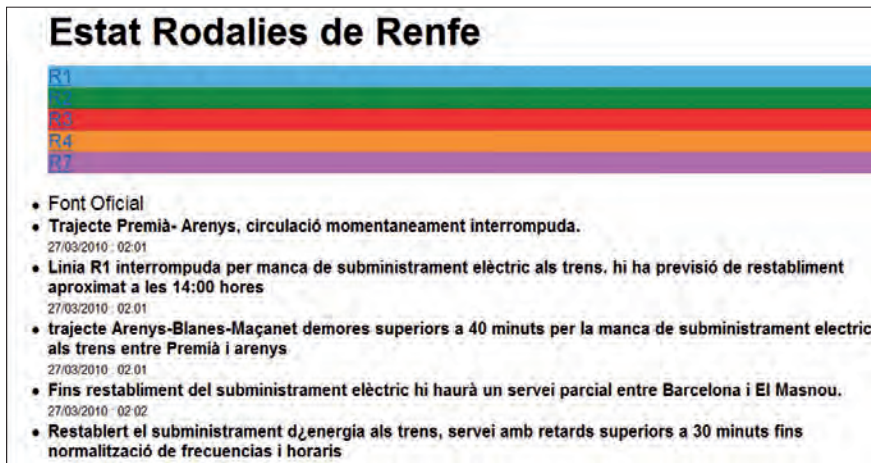 Estat Rodalies de Renfe
R1
R2
R3
R4
R7
Font Oficial
Trajecte Premià- Arenys, circulació momentaneament interrompuda.
27/03/2010 : 02:01
Linia R1 interrompuda per manca de subministrament elèctric als trens. hi ha previsió de restabliment
aproximat a les 14:00 hores
27/03/2010 : 02:01
trajecte Arenys-Blanes-Maçanet demores superiors a 40 minuts per la manca de subministrament electric
als trens entre Premià i arenys
27/03/2010 : 02:01
Fins restabliment del subministrament elèctric hi haurà un servei parcial entre Barcelona i El Masnou.
27/03/2010 : 02:02
Restablert el subministrament d¿energia als trens, servei amb retards superiors a 30 minuts fins
normalització de frecuencias i horaris